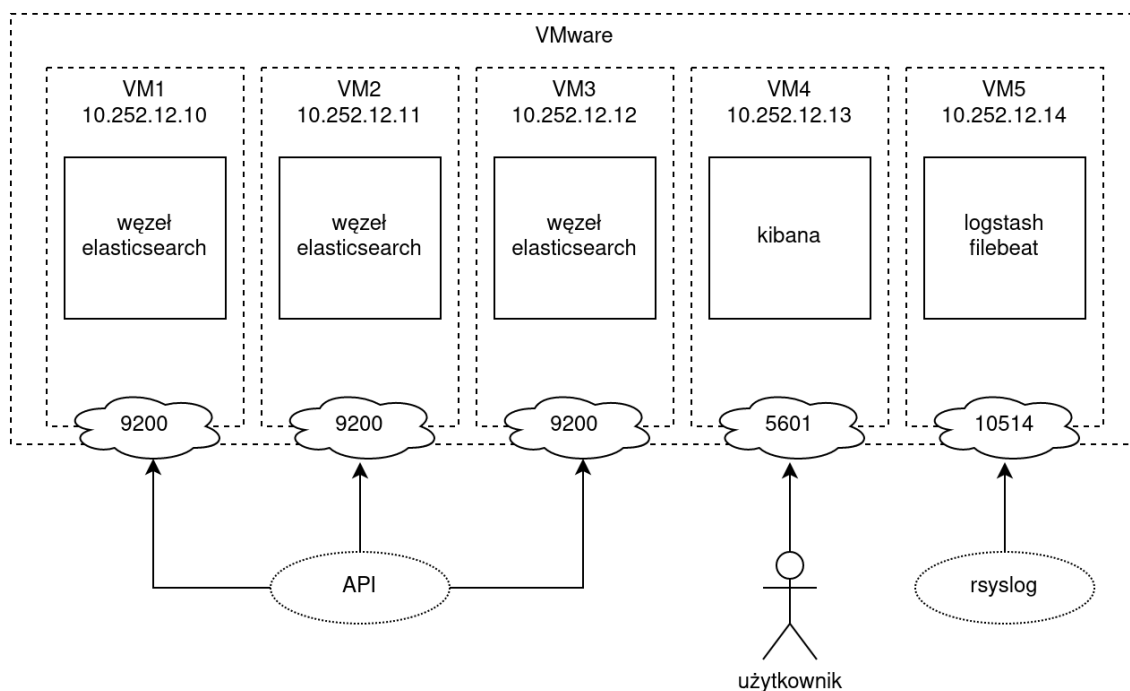 VMware
VM1
10.252.12.10
węzeł
elasticsearch
9200
VM2
10.252.12.11
węzeł
elasticsearch
9200
VM3
10.252.12.12
węzeł
elasticsearch
9200
VM4
10.252.12.13
kibana
5601
VM5
10.252.12.14
logstash
filebeat
10514
API
użytkownik
rsyslog